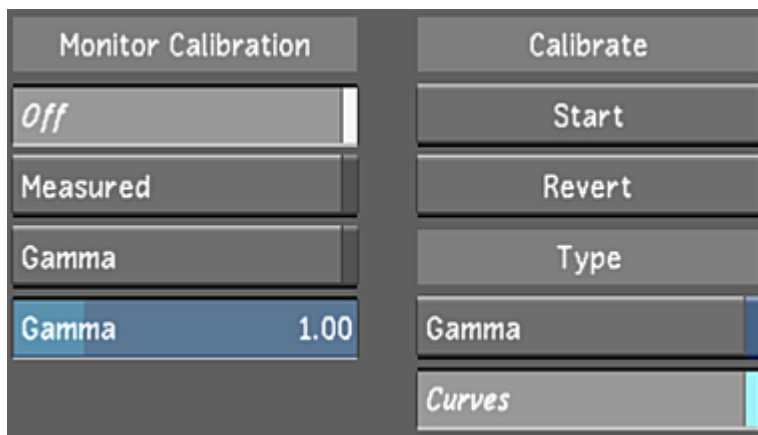 Monitor Calibration
Off
Measured
Gamma
Gamma 1.00
Calibrate
Start
Revert
Type
Gamma
Curves